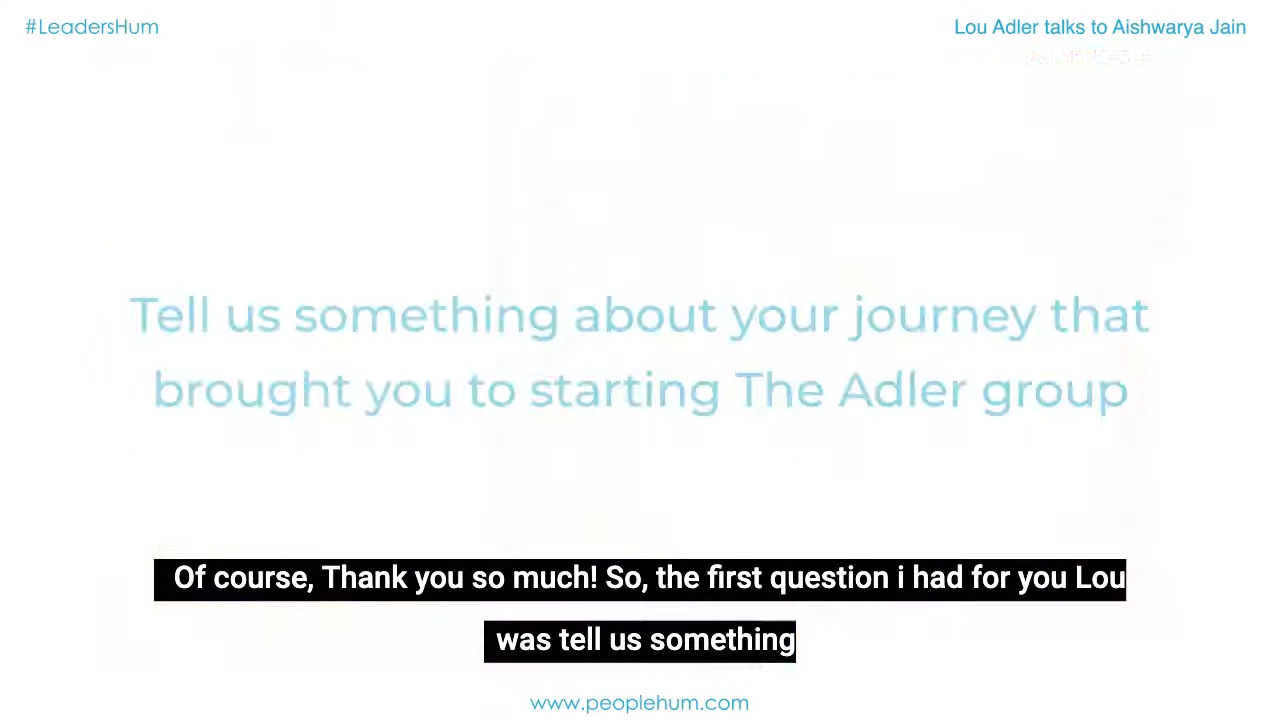 #LeadersHum
Lou Adler talks to Aishwarya Jain
Tell us something about your journey that
brought you to starting The Adler group
Of course, Thank you so much! So, the first question i had for you Lou
was tell us something
www.peoplehum.com